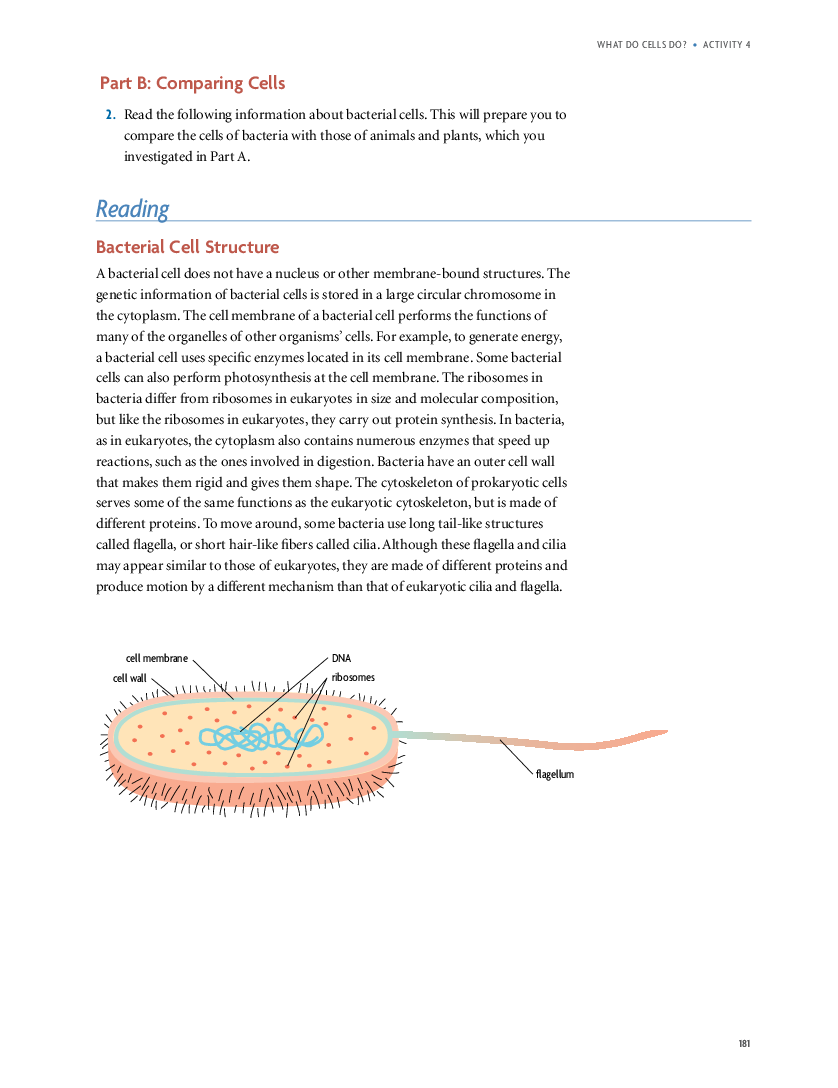 WHAT DO CELLS DO? • ACTIVITY 4
Part B: Comparing Cells
2. Read the following information about bacterial cells. This will prepare you to
compare the cells of bacteria with those of animals and plants, which you
investigated in Part A.
Reading
Bacterial Cell Structure
A bacterial cell does not have a nucleus or other membrane-bound structures. The
genetic information of bacterial cells is stored in a large circular chromosome in
the cytoplasm. The cell membrane of a bacterial cell performs the functions of
many of the organelles of other organisms’ cells. For example, to generate energy,
a bacterial cell uses specific enzymes located in its cell membrane. Some bacterial
cells can also perform photosynthesis at the cell membrane. The ribosomes in
bacteria differ from ribosomes in eukaryotes in size and molecular composition,
but like the ribosomes in eukaryotes, they carry out protein synthesis. In bacteria,
as in eukaryotes, the cytoplasm also contains numerous enzymes that speed up
reactions, such as the ones involved in digestion. Bacteria have an outer cell wall
that makes them rigid and gives them shape. The cytoskeleton of prokaryotic cells
serves some of the same functions as the eukaryotic cytoskeleton, but is made of
different proteins. To move around, some bacteria use long tail-like structures
called flagella, or short hair-like fibers called cilia. Although these flagella and cilia
may appear similar to those of eukaryotes, they are made of different proteins and
produce motion by a different mechanism than that of eukaryotic cilia and flagella.
cell membrane
DNA
cell wall
ribosomes
flagellum
181